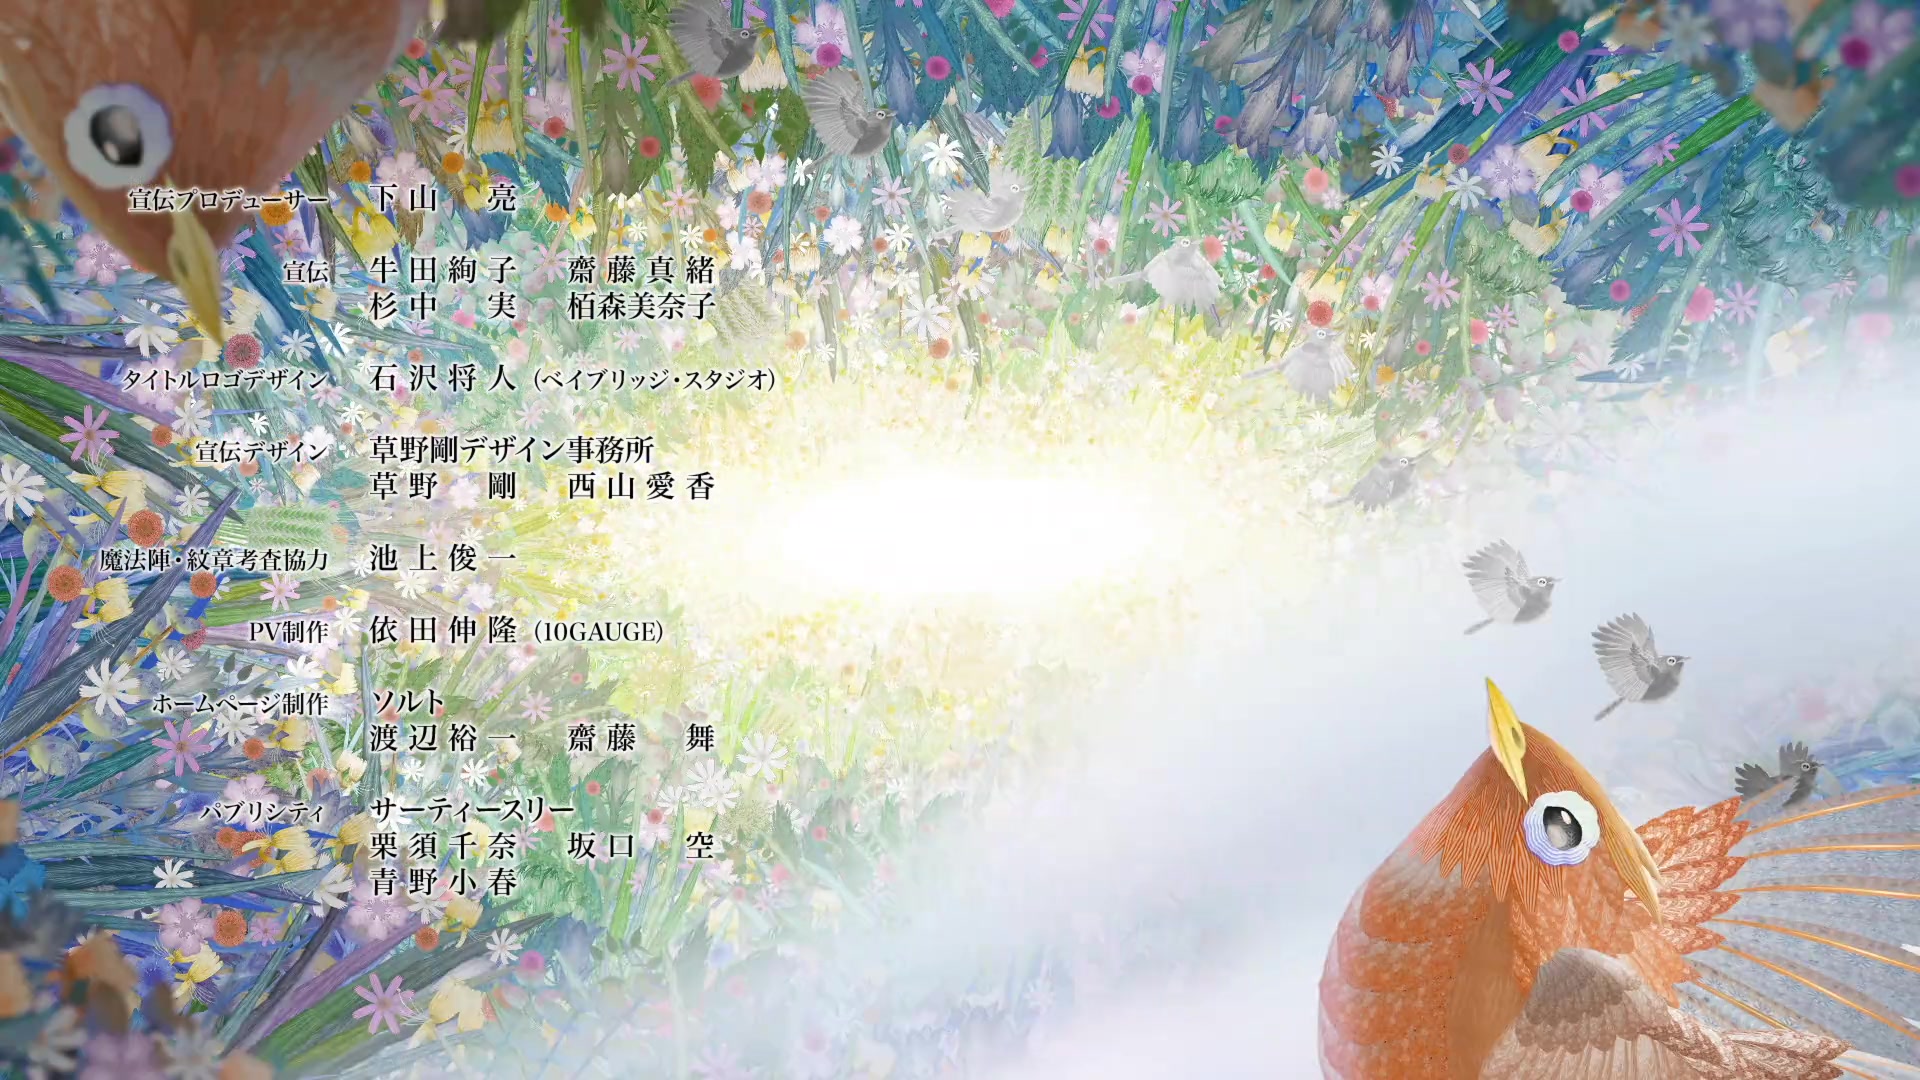 宣伝プロデューサー 下山 亮
宣伝 牛田絢子 齋藤真緒
杉中 実 栢森美奈子
タイトルロゴデザイン 石沢将人（ベイブリッジ・スタジオ）
宣伝デザイン 草野剛デザイン事務所
草野 剛 西山愛香
魔法陣・紋章考査協力 池上俊一
PV制作 依田伸隆（10GAUGE）
ホームページ制作 ソルト
渡辺裕一 齋藤 舞
パブリシティ サーティースリー
栗須千奈 坂口 空
青野小春